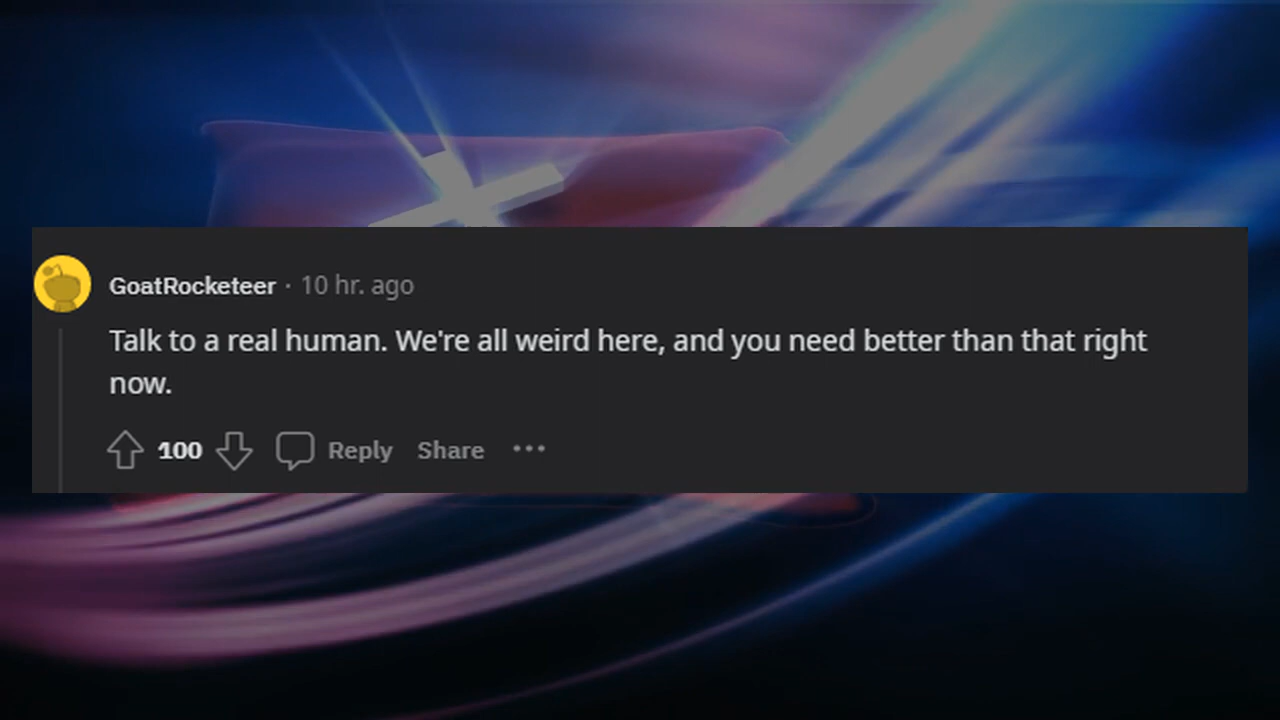 GoatRocketeer · 10 hr. ago
Talk to a real human. We're all weird here, and you need better than that right
now.
100 Reply Share ···